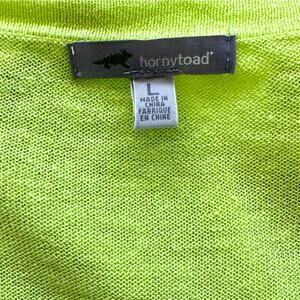 hornytoad®
L
MADE IN
CHINA
FABRIQUE
EN CHINE